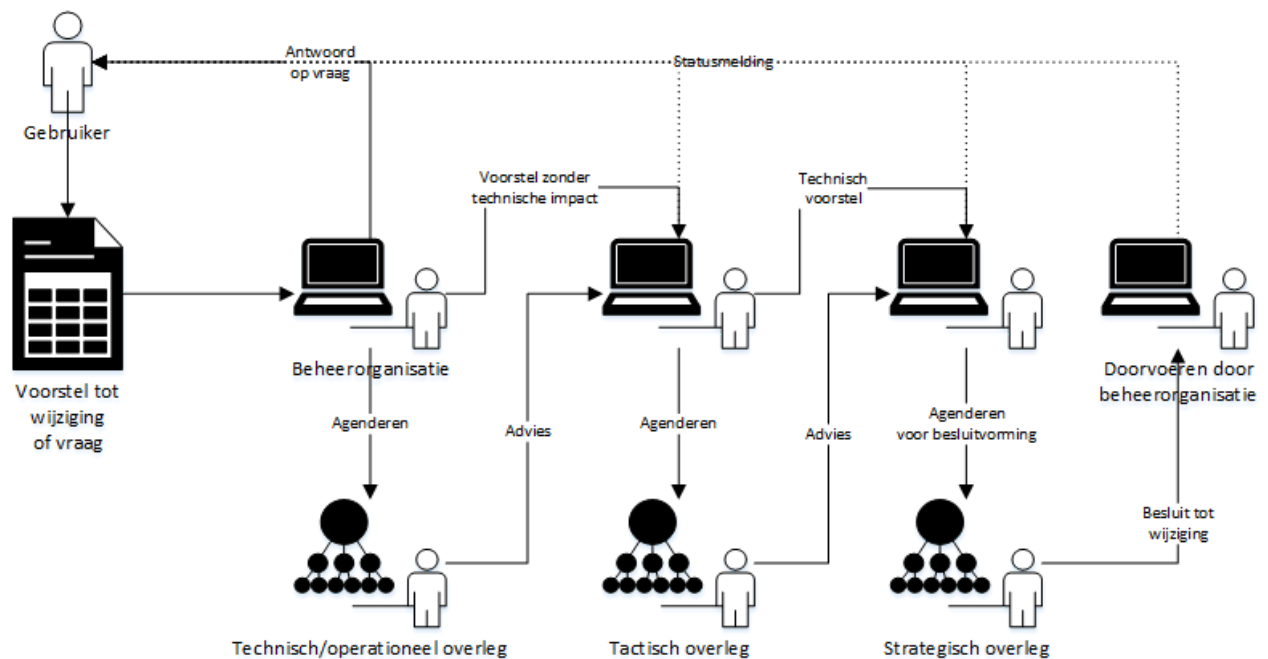 Antwoord
op vraag
Statusmelding
Gebruiker
Voorstel zonder
technische impact
Technisch
voorstel
Beheerorganisatie
Doorvoeren door
beheerorganisatie
Voorstel tot
wijziging
of vraag
Agenderen
Advies
Agenderen
Advies
Agenderen
voor besluitvorming
Besluit tot
wijziging
Technisch/operationeel overleg
Tactisch overleg
Strategisch overleg